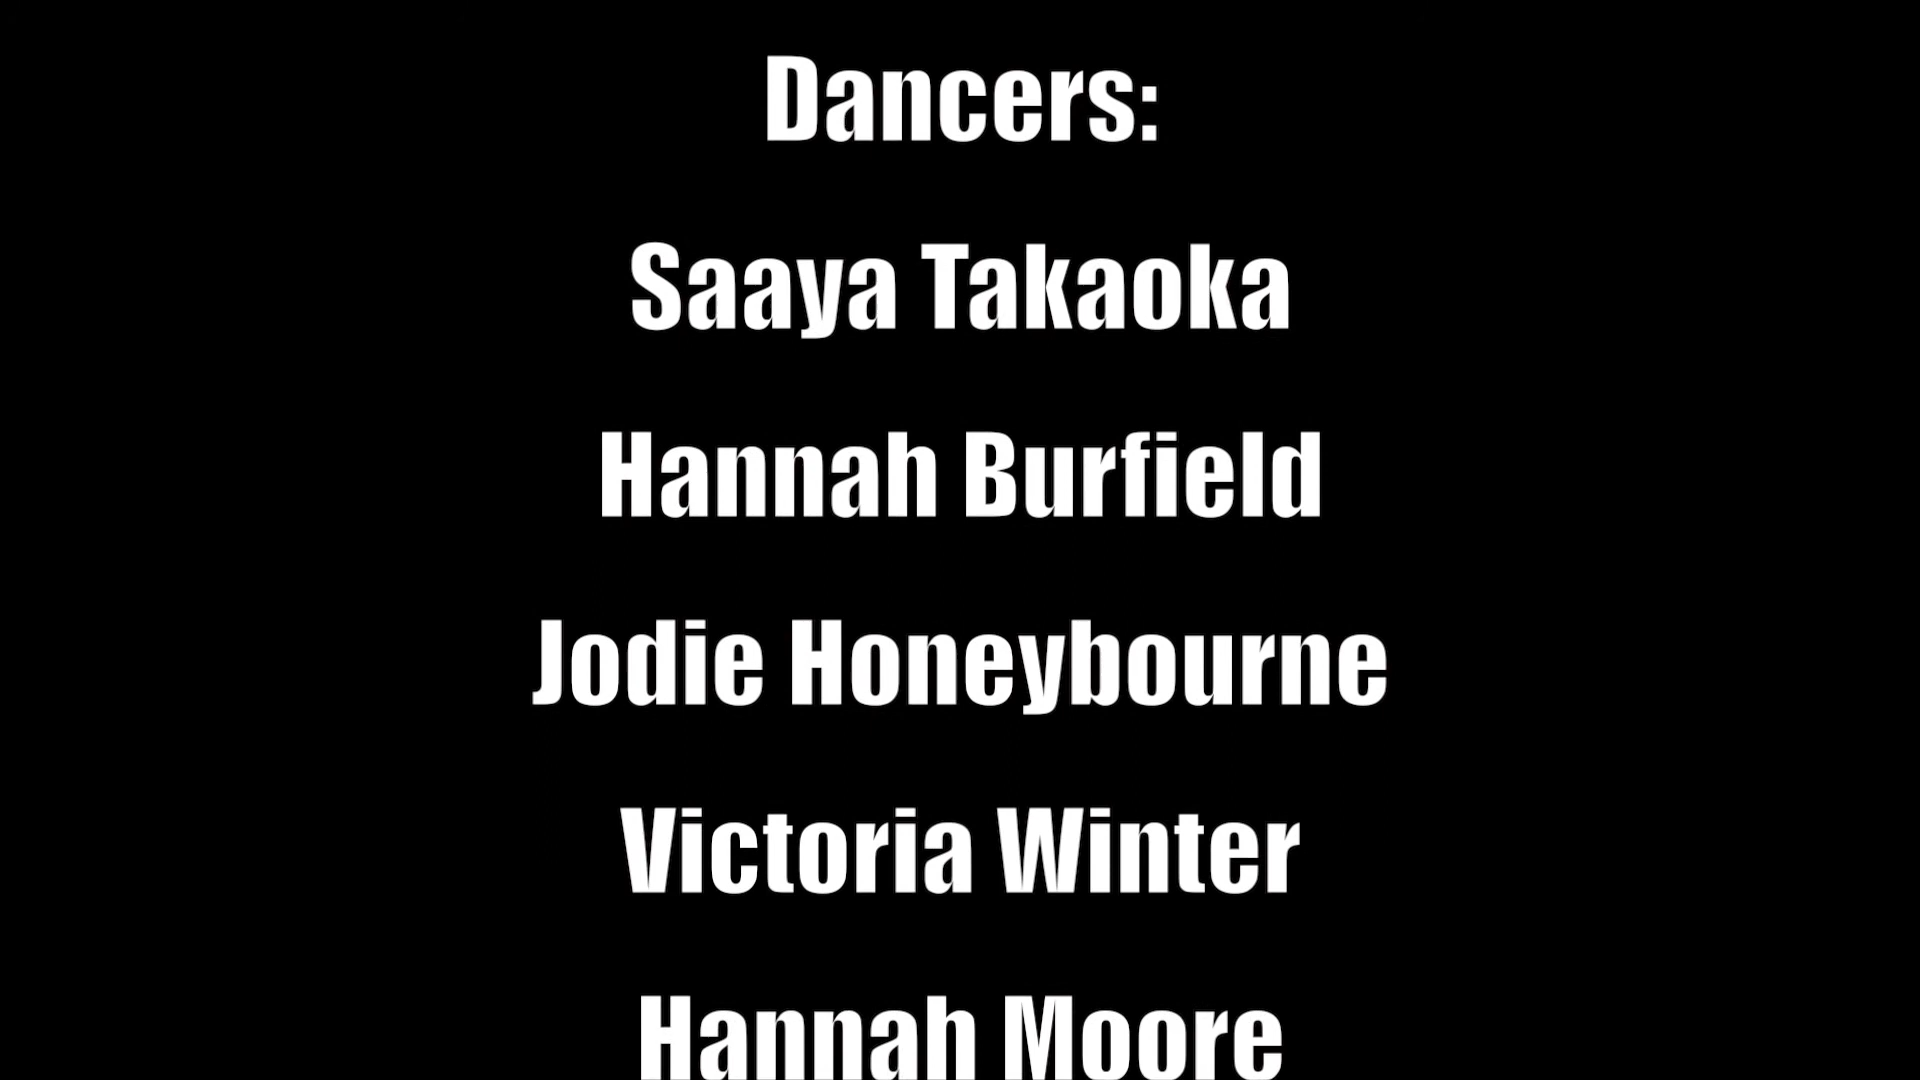 Dancers:
Saaya Takaoka
Hannah Burfield
Jodie Honeybourne
Victoria Winter
Hannah Moore